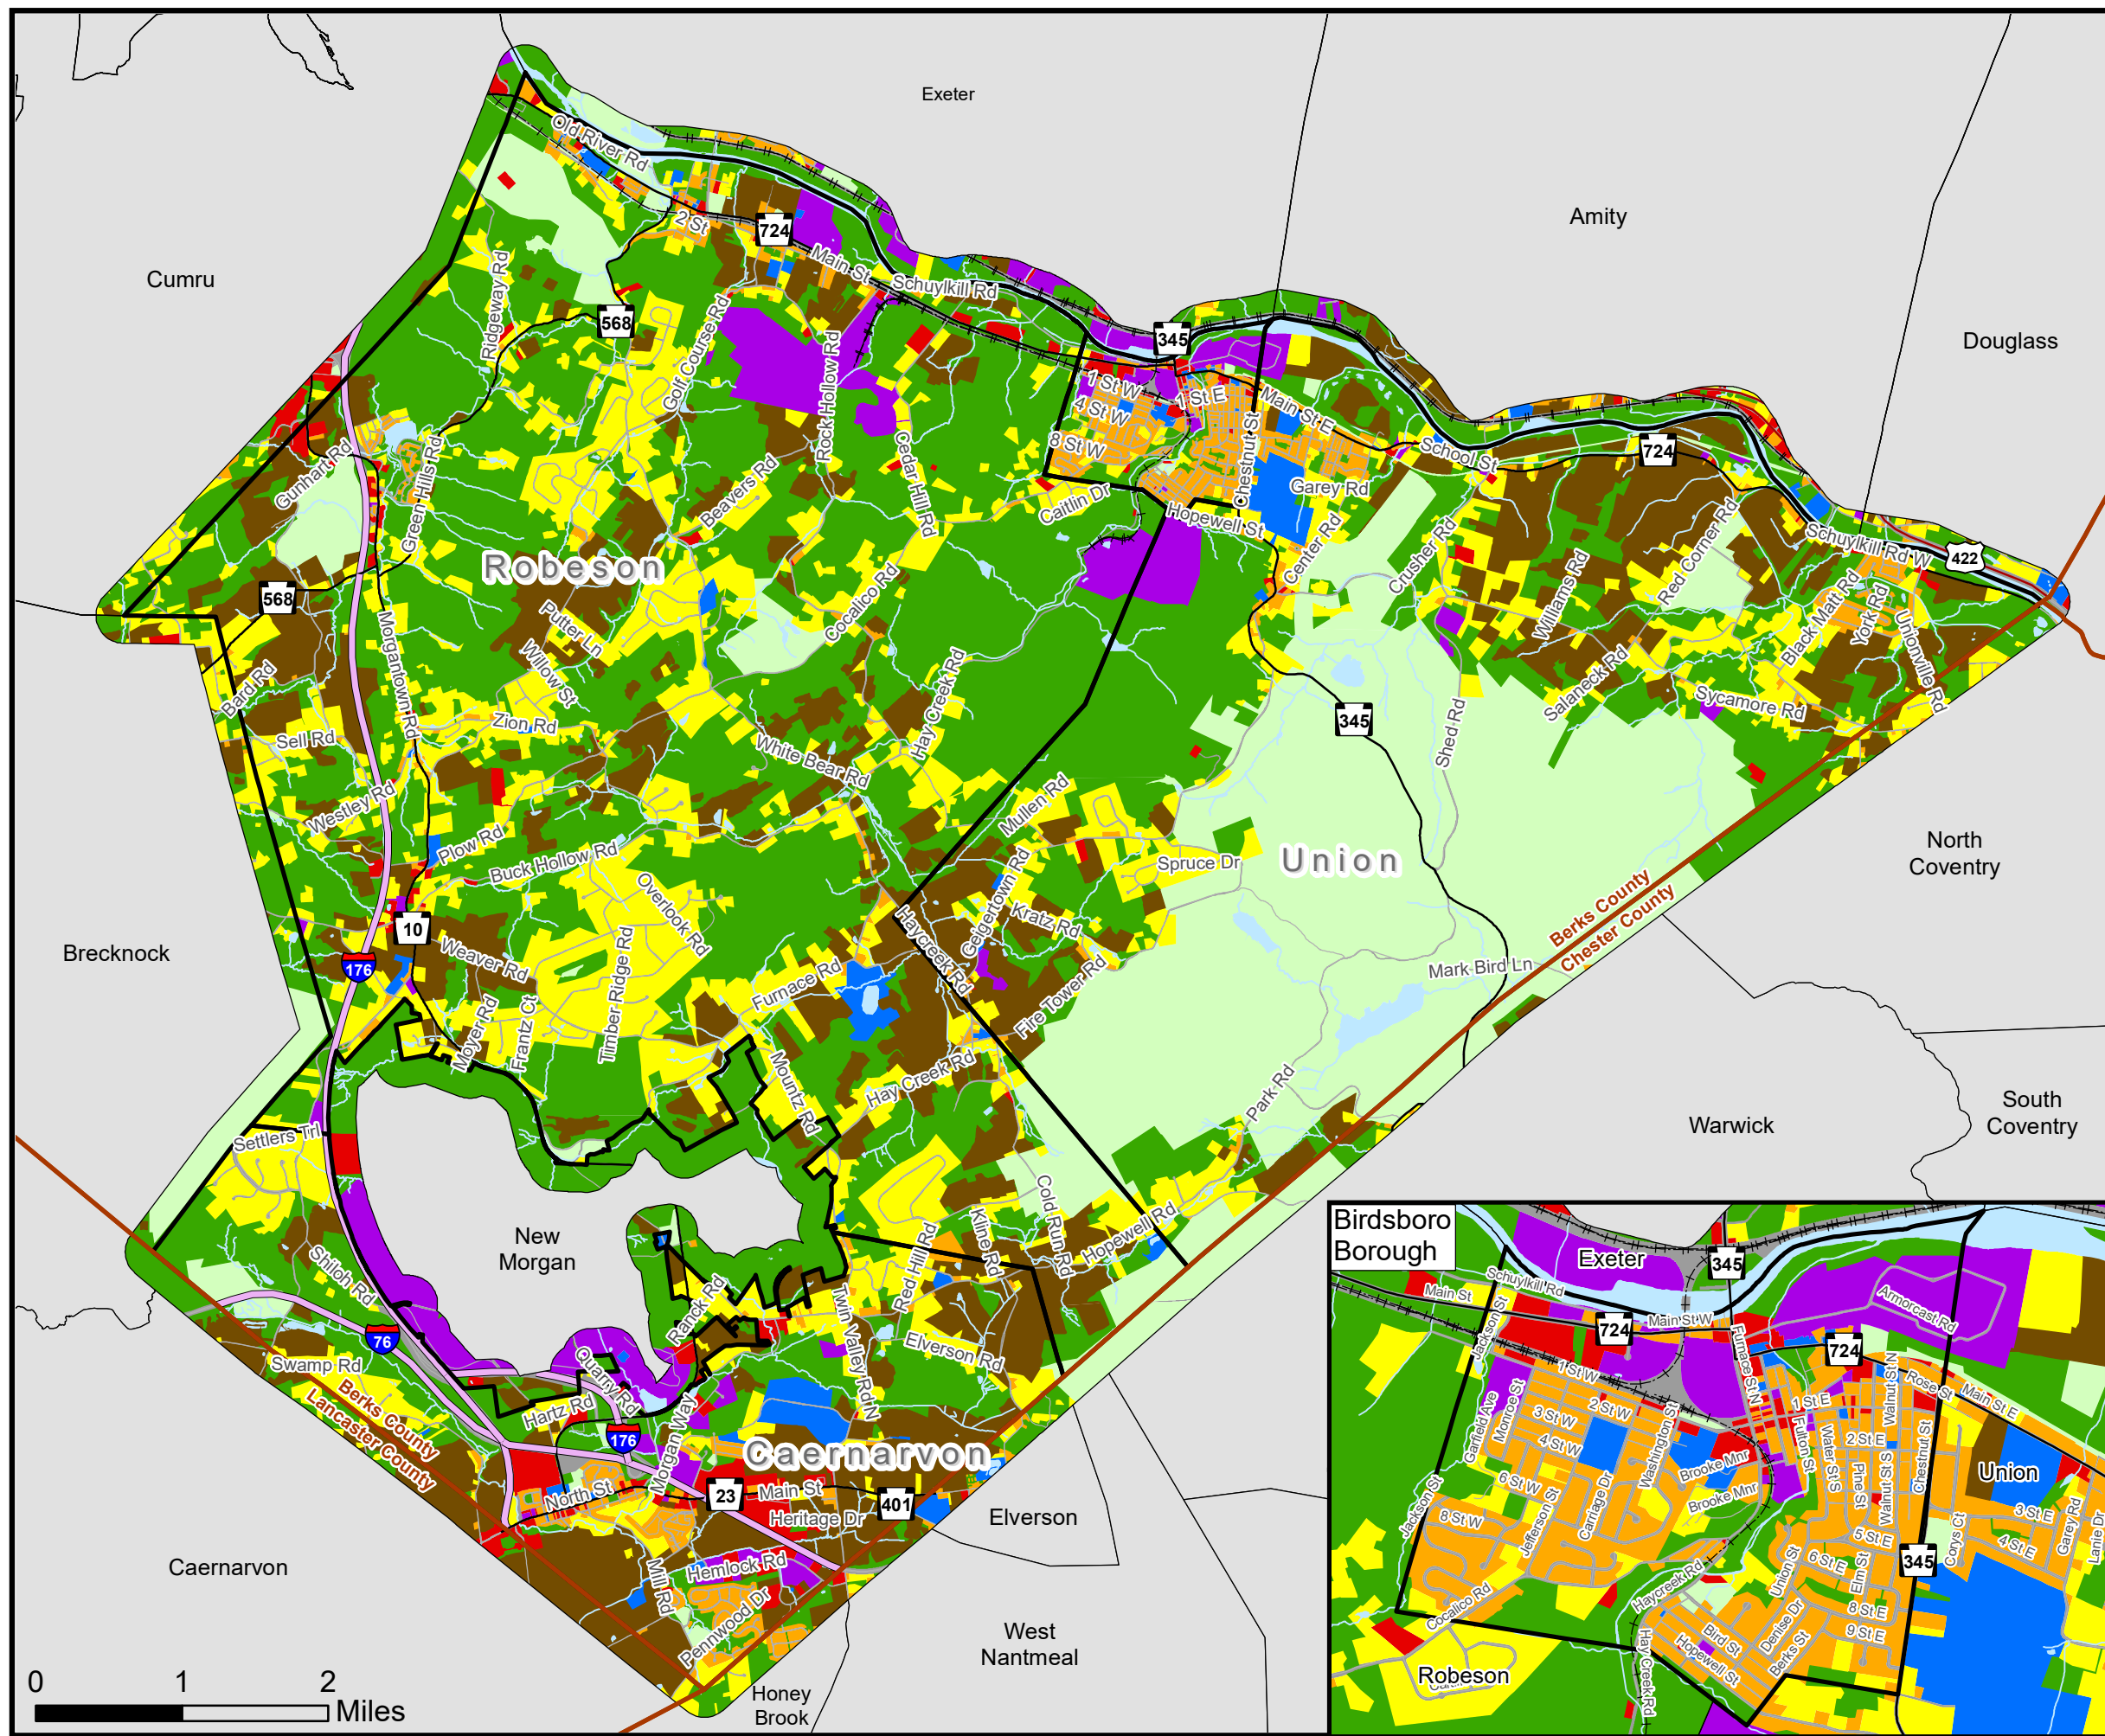 Exeter
Amity
Douglass
Cumru
Old River Rd
2 St
724
Main St
Schuylkill Rd
Ridgeway Rd
568
Golf Course Rd
Rock Hollow Rd
345
1 St W
1 St E
4 St W
8 St W
Main St E
Chestnut St
School St
724
Gunhart Rd
Green Hills Rd
Beavers Rd
Cedar Hill Rd
Caitlin Dr
Garey Rd
Hopewell St
Center Rd
Crusher Rd
Red Corner Rd
Schuylkill Rd W
422
Robeson
568
Putter Ln
Willow St
Cocalico Rd
Williams Rd
Black Matt Rd
York Rd
Unionville Rd
Morgantown Rd
Bard Rd
Sell Rd
Zion Rd
White Bear Rd
Hay Creek Rd
345
Shed Rd
Salaneck Rd
Sycamore Rd
Westley Rd
Plow Rd
Buck Hollow Rd
Mullen Rd
Spruce Dr
Union
North
Coventry
Overlook Rd
Geigertown Rd
Kratz Rd
Haycreek Rd
Berks County
Chester County
Brecknock
10
176
Weaver Rd
Timber Ridge Rd
Furnace Rd
Fire Tower Rd
Mark Bird Ln
Moyer Rd
Frantz Ct
Mountz Rd
Hay Creek Rd
Park Rd
Warwick
South
Coventry
Settlers Trl
New
Morgan
Shiloh Rd
Cold Run Rd
Kline Rd
Red Hill Rd
Hopewell Rd
Ranck Rd
Twin Valley Rd N
Elverson Rd
76
Swamp Rd
Quarry Rd
Hartz Rd
176
Morgan Way
Berks County
Lancaster County
Caernarvon
North St
23
Main St
401
Heritage Dr
Elverson
Caernarvon
Hemlock Rd
Mill Rd
Pennwood Dr
West
Nantmeal
Honey
Brook
0 1 2
Miles
Birdsboro
Borough
Exeter
345
Schuylkill Rd
Main St
Main St W
724
Armorcast Rd
Jackson St
1 St W
Furnace St N
724
Walnut St N
Rose St
Main St E
Garfield Ave
Monroe St
2 St W
3 St W
4 St W
Washington St
1 St E
Fulton St
Water St S
2 St E
Chestnut St
Union
6 St W
Brooke Mnr
Brooke Mnr
Pine St
Walnut St S
3 St E
4 St E
Garey Rd
Lanie Dr
Jackson St
8 St W
Jefferson St
Carriage Dr
5 St E
6 St E
345
Corys Ct
Haycreek Rd
Union St
Elm St
8 St E
9 St E
Cocalico Rd
Bird St
Denise Dr
Hopewell St
Berks St
Robeson
Hay Creek Rd